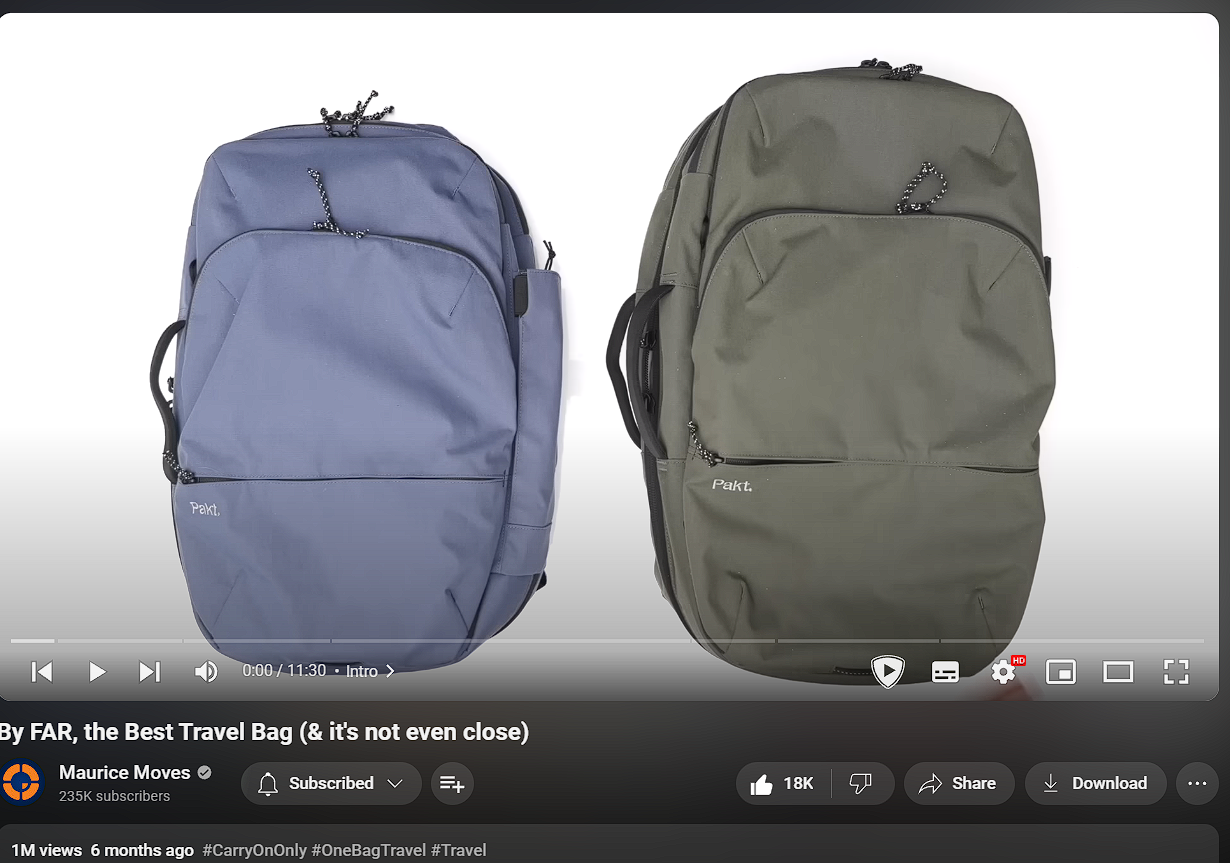 Pakt.
Pakt.
0:00 / 11:30 • Intro
HD
By FAR, the Best Travel Bag (& it's not even close)
Maurice Moves
235K subscribers
Subscribed
18K
Share
Download
1M views 6 months ago #CarryOnOnly #OneBagTravel #Travel